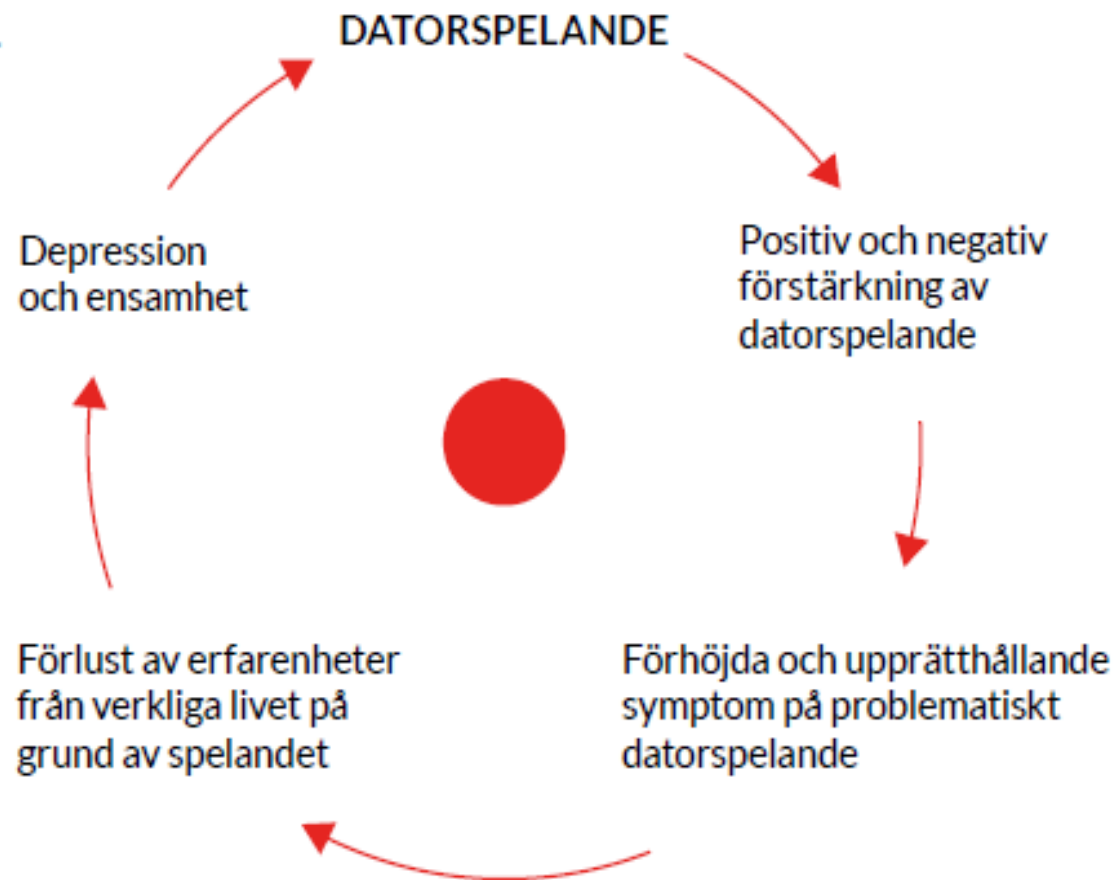 DATORSPELANDE
Positiv och negativ
förstärkning av
datorspelande
Förhöjda och upprätthållande
symptom på problematiskt
datorspelande
Förlust av erfarenheter
från verkliga livet på
grund av spelandet
Depression
och ensamhet